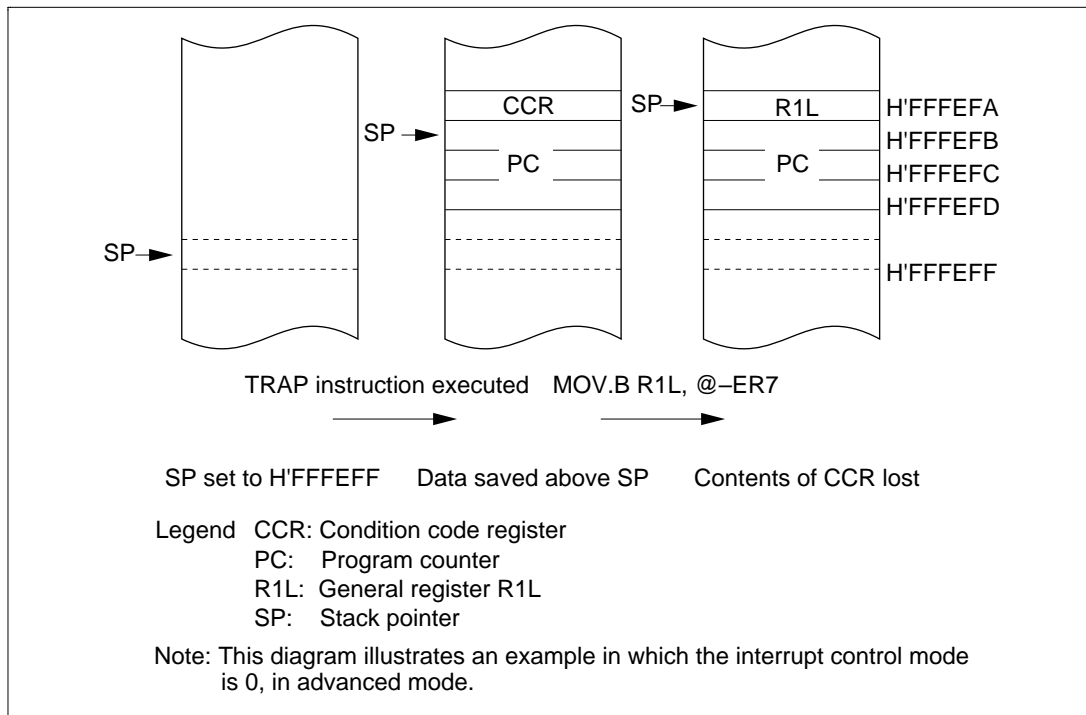 CCR
SP
R1L
H'FFFEFA
SP
H'FFFEFB
PC
PC
H'FFFEFC
H'FFFEFD
SP
H'FFFEFF
TRAP instruction executed
MOV.B R1L, @–ER7
SP set to H'FFFEFF
Data saved above SP
Contents of CCR lost
Legend
CCR: Condition code register
PC: Program counter
R1L: General register R1L
SP: Stack pointer
Note: This diagram illustrates an example in which the interrupt control mode
is 0, in advanced mode.